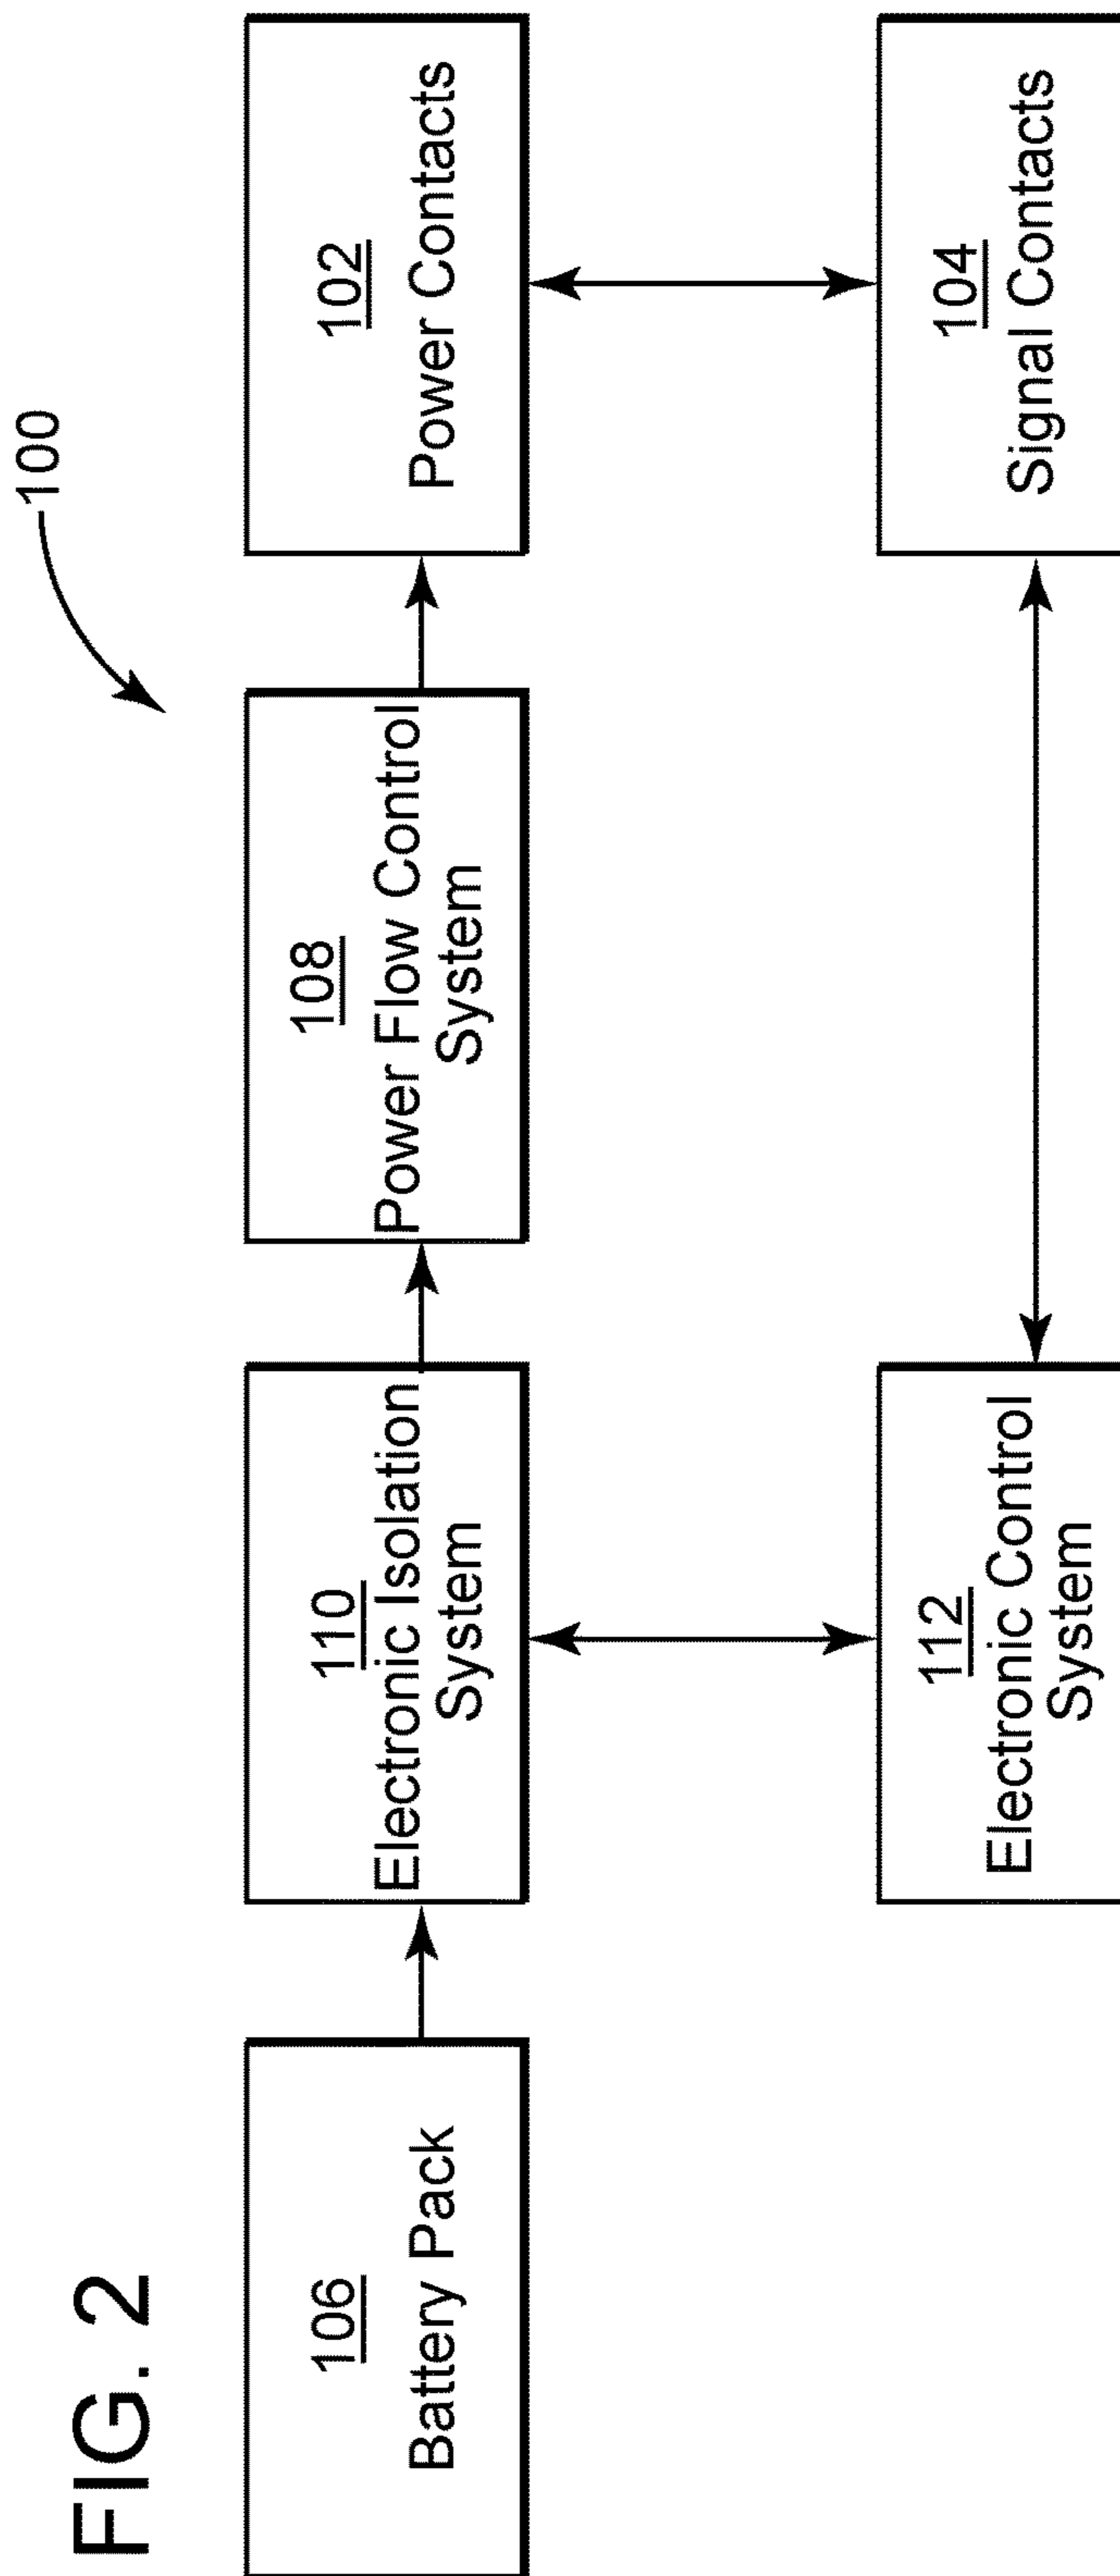 FIG. 2
100
106
Battery Pack
110
Electronic Isolation
System
108
Power Flow Control
System
102
Power Contacts
112
Electronic Control
System
104
Signal Contacts